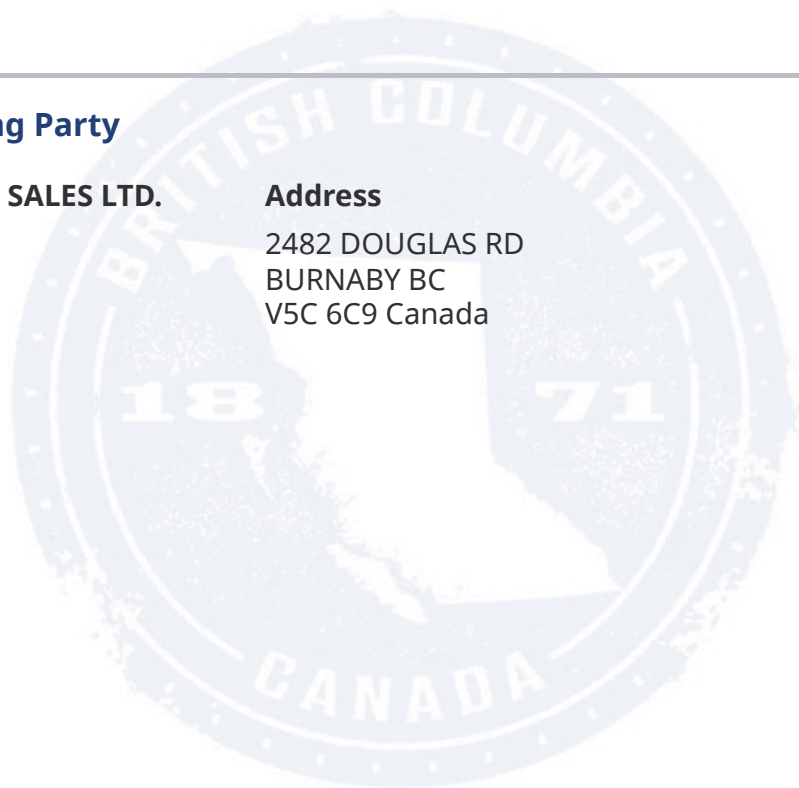 ng Party
SALES LTD.
Address
2482 DOUGLAS RD
BURNABY BC
V5C 6C9 Canada
BRITISH COLUMBIA
18 71
CANADA